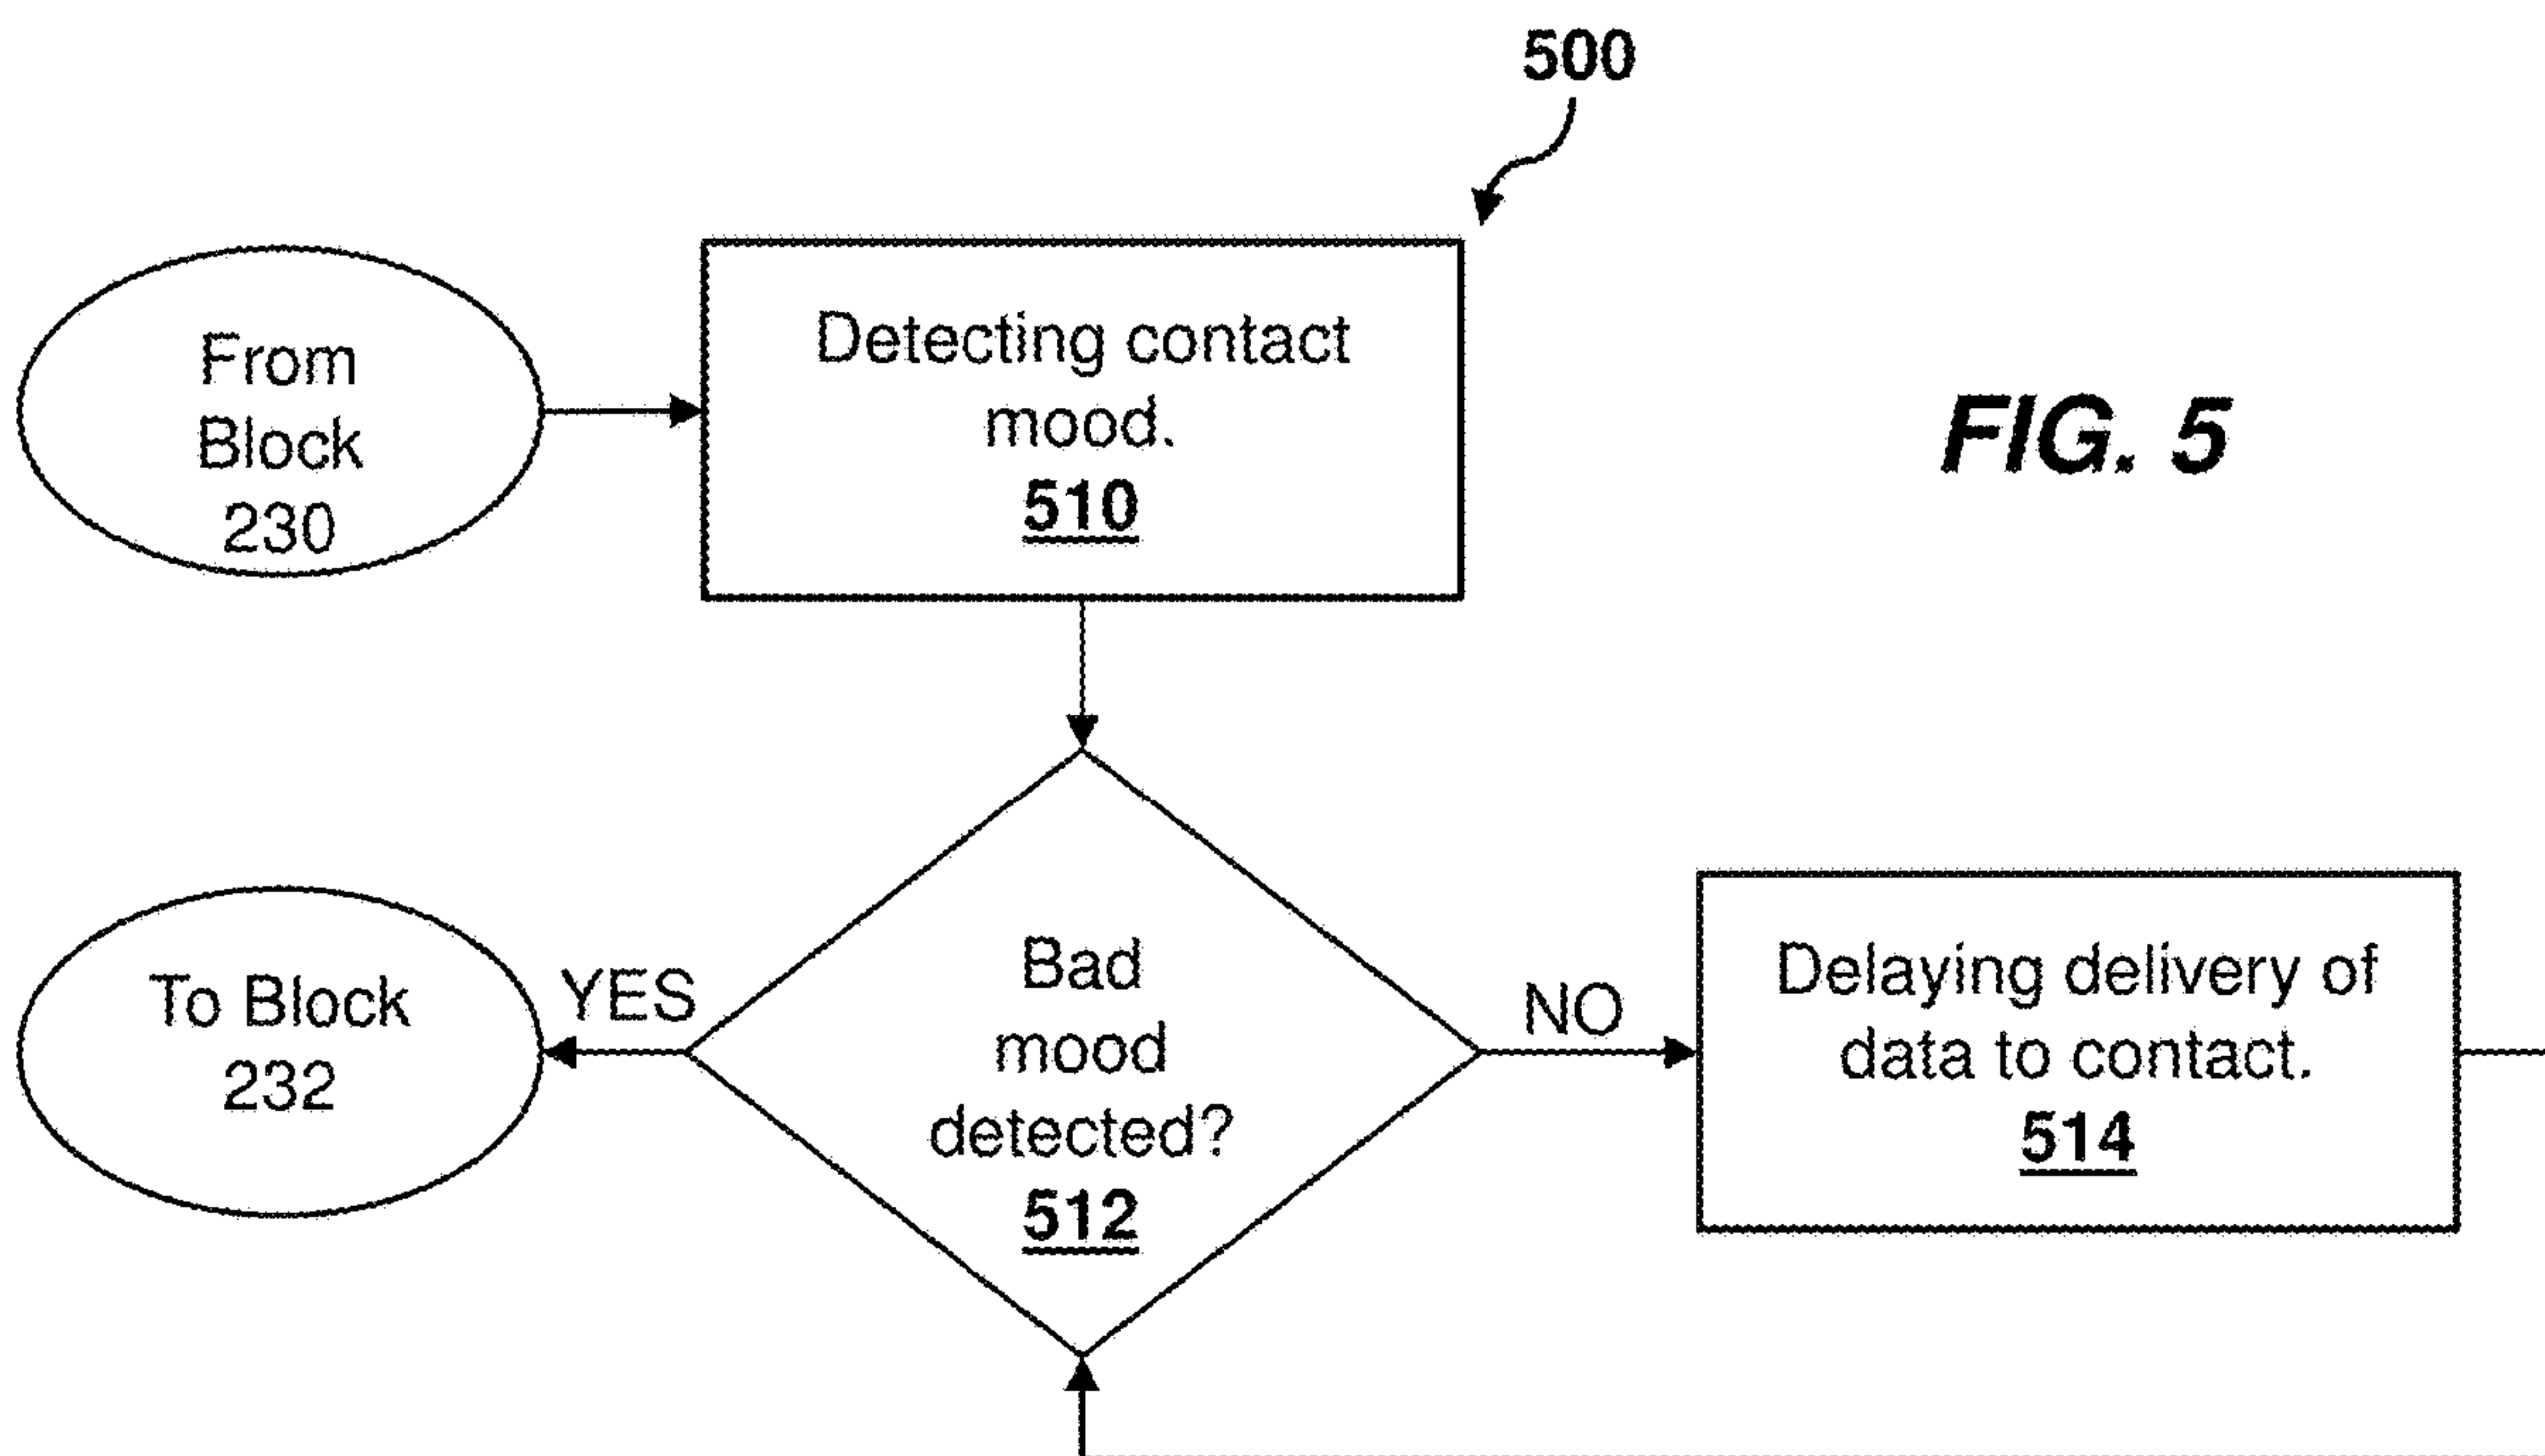 500
From
Block
230
Detecting contact
mood.
510
FIG. 5
To Block
232
YES
Bad
mood
detected?
512
NO
Delaying delivery of
data to contact.
514